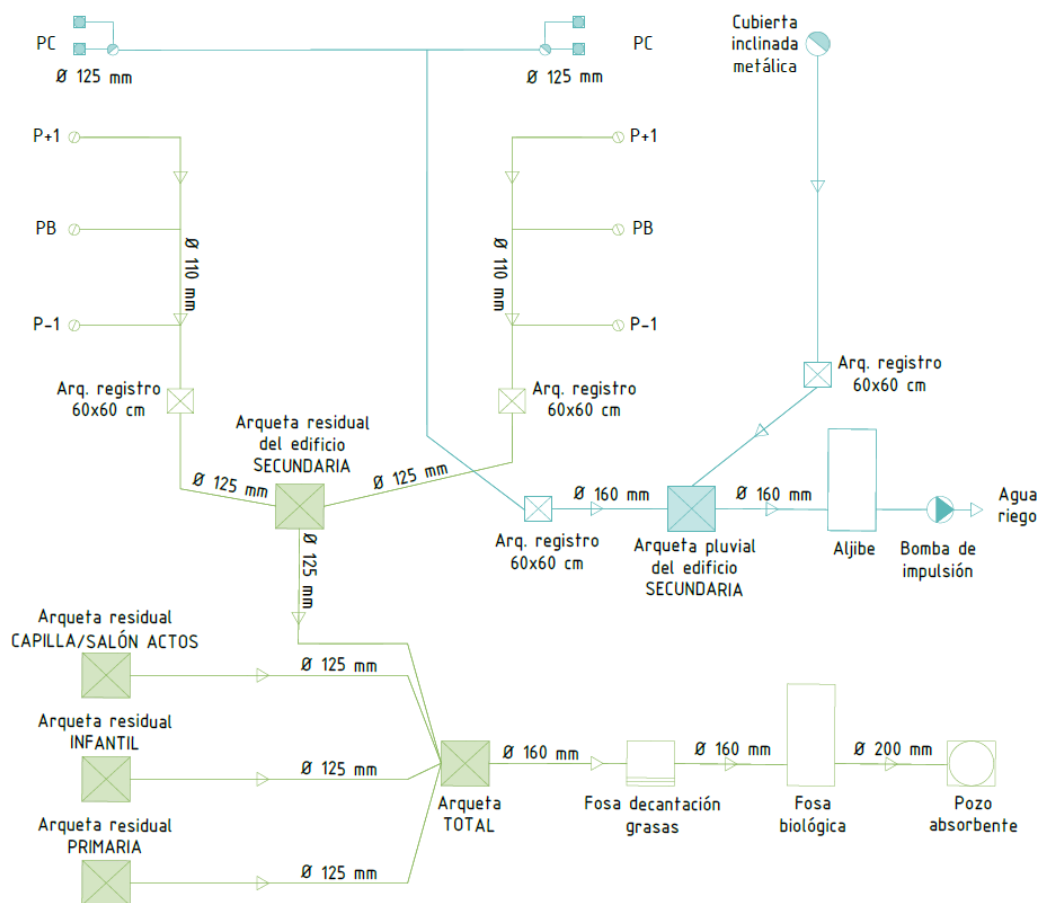 PC
Ø 125 mm
PC
Ø 125 mm
Cubierta
inclinada
metálica
P+1
P+1
PB
Ø 110 mm
Ø 110 mm
PB
P-1
P-1
Arq. registro
60x60 cm
Arq. registro
60x60 cm
Arq. registro
60x60 cm
Arqueta residual
del edificio
SECUNDARIA
Ø 125 mm
Ø 125 mm
Ø 160 mm
Ø 160 mm
Agua
riego
Arq. registro
60x60 cm
Arqueta pluvial
del edificio
SECUNDARIA
Aljibe
Bomba de
impulsión
Ø 125 mm
Arqueta residual
CAPILLA/SALÓN ACTOS
Ø 125 mm
Arqueta residual
INFANTIL
Ø 125 mm
Arqueta
TOTAL
Ø 160 mm
Fosa decantación
grasas
Ø 160 mm
Fosa
biológica
Ø 200 mm
Pozo
absorbente
Arqueta residual
PRIMARIA
Ø 125 mm